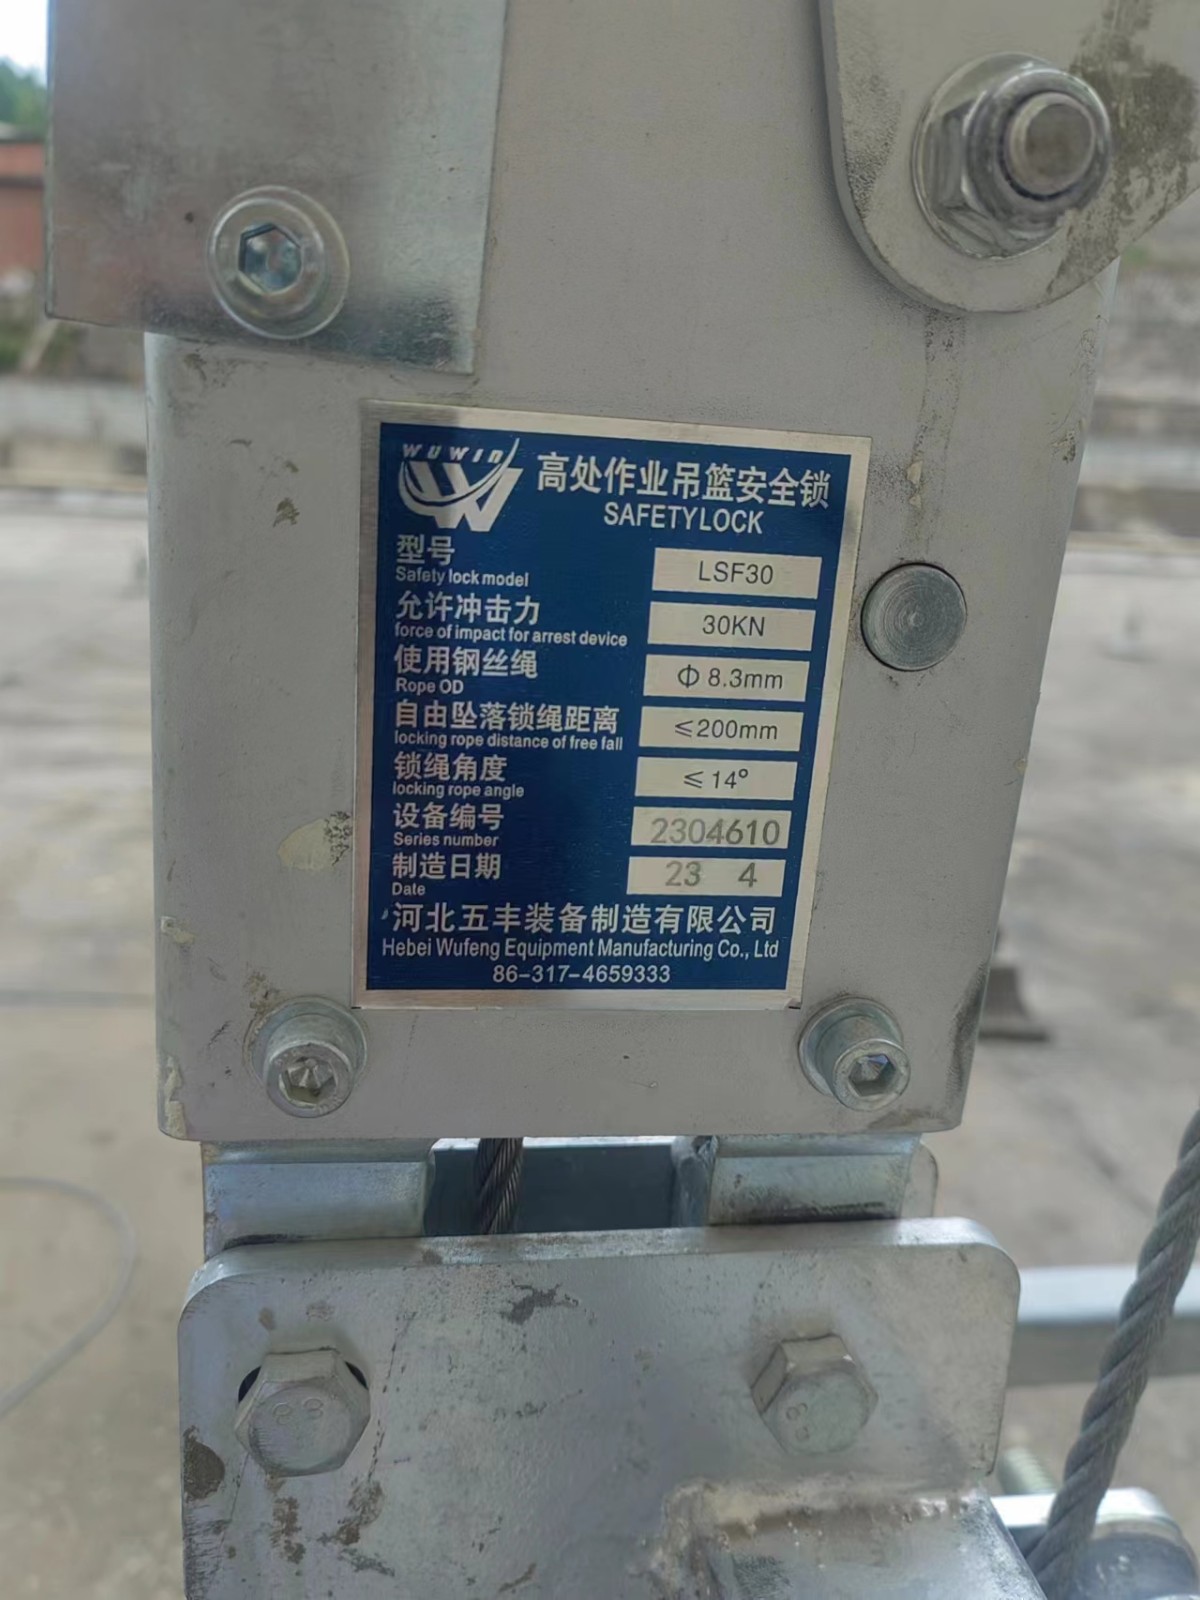 WUWIN
高处作业吊篮安全锁
SAFETYLOCK
型号
Safety lock model
LSF30
允许冲击力
force of impact for arrest device
30KN
使用钢丝绳
Rope OD
Φ 8.3mm
自由坠落锁绳距离
locking rope distance of free fall
≤200mm
锁绳角度
locking rope angle
≤14°
设备编号
Series number
2304610
制造日期
Date
23 4
河北五丰装备制造有限公司
Hebei Wufeng Equipment Manufacturing Co., Ltd
86-317-4659333